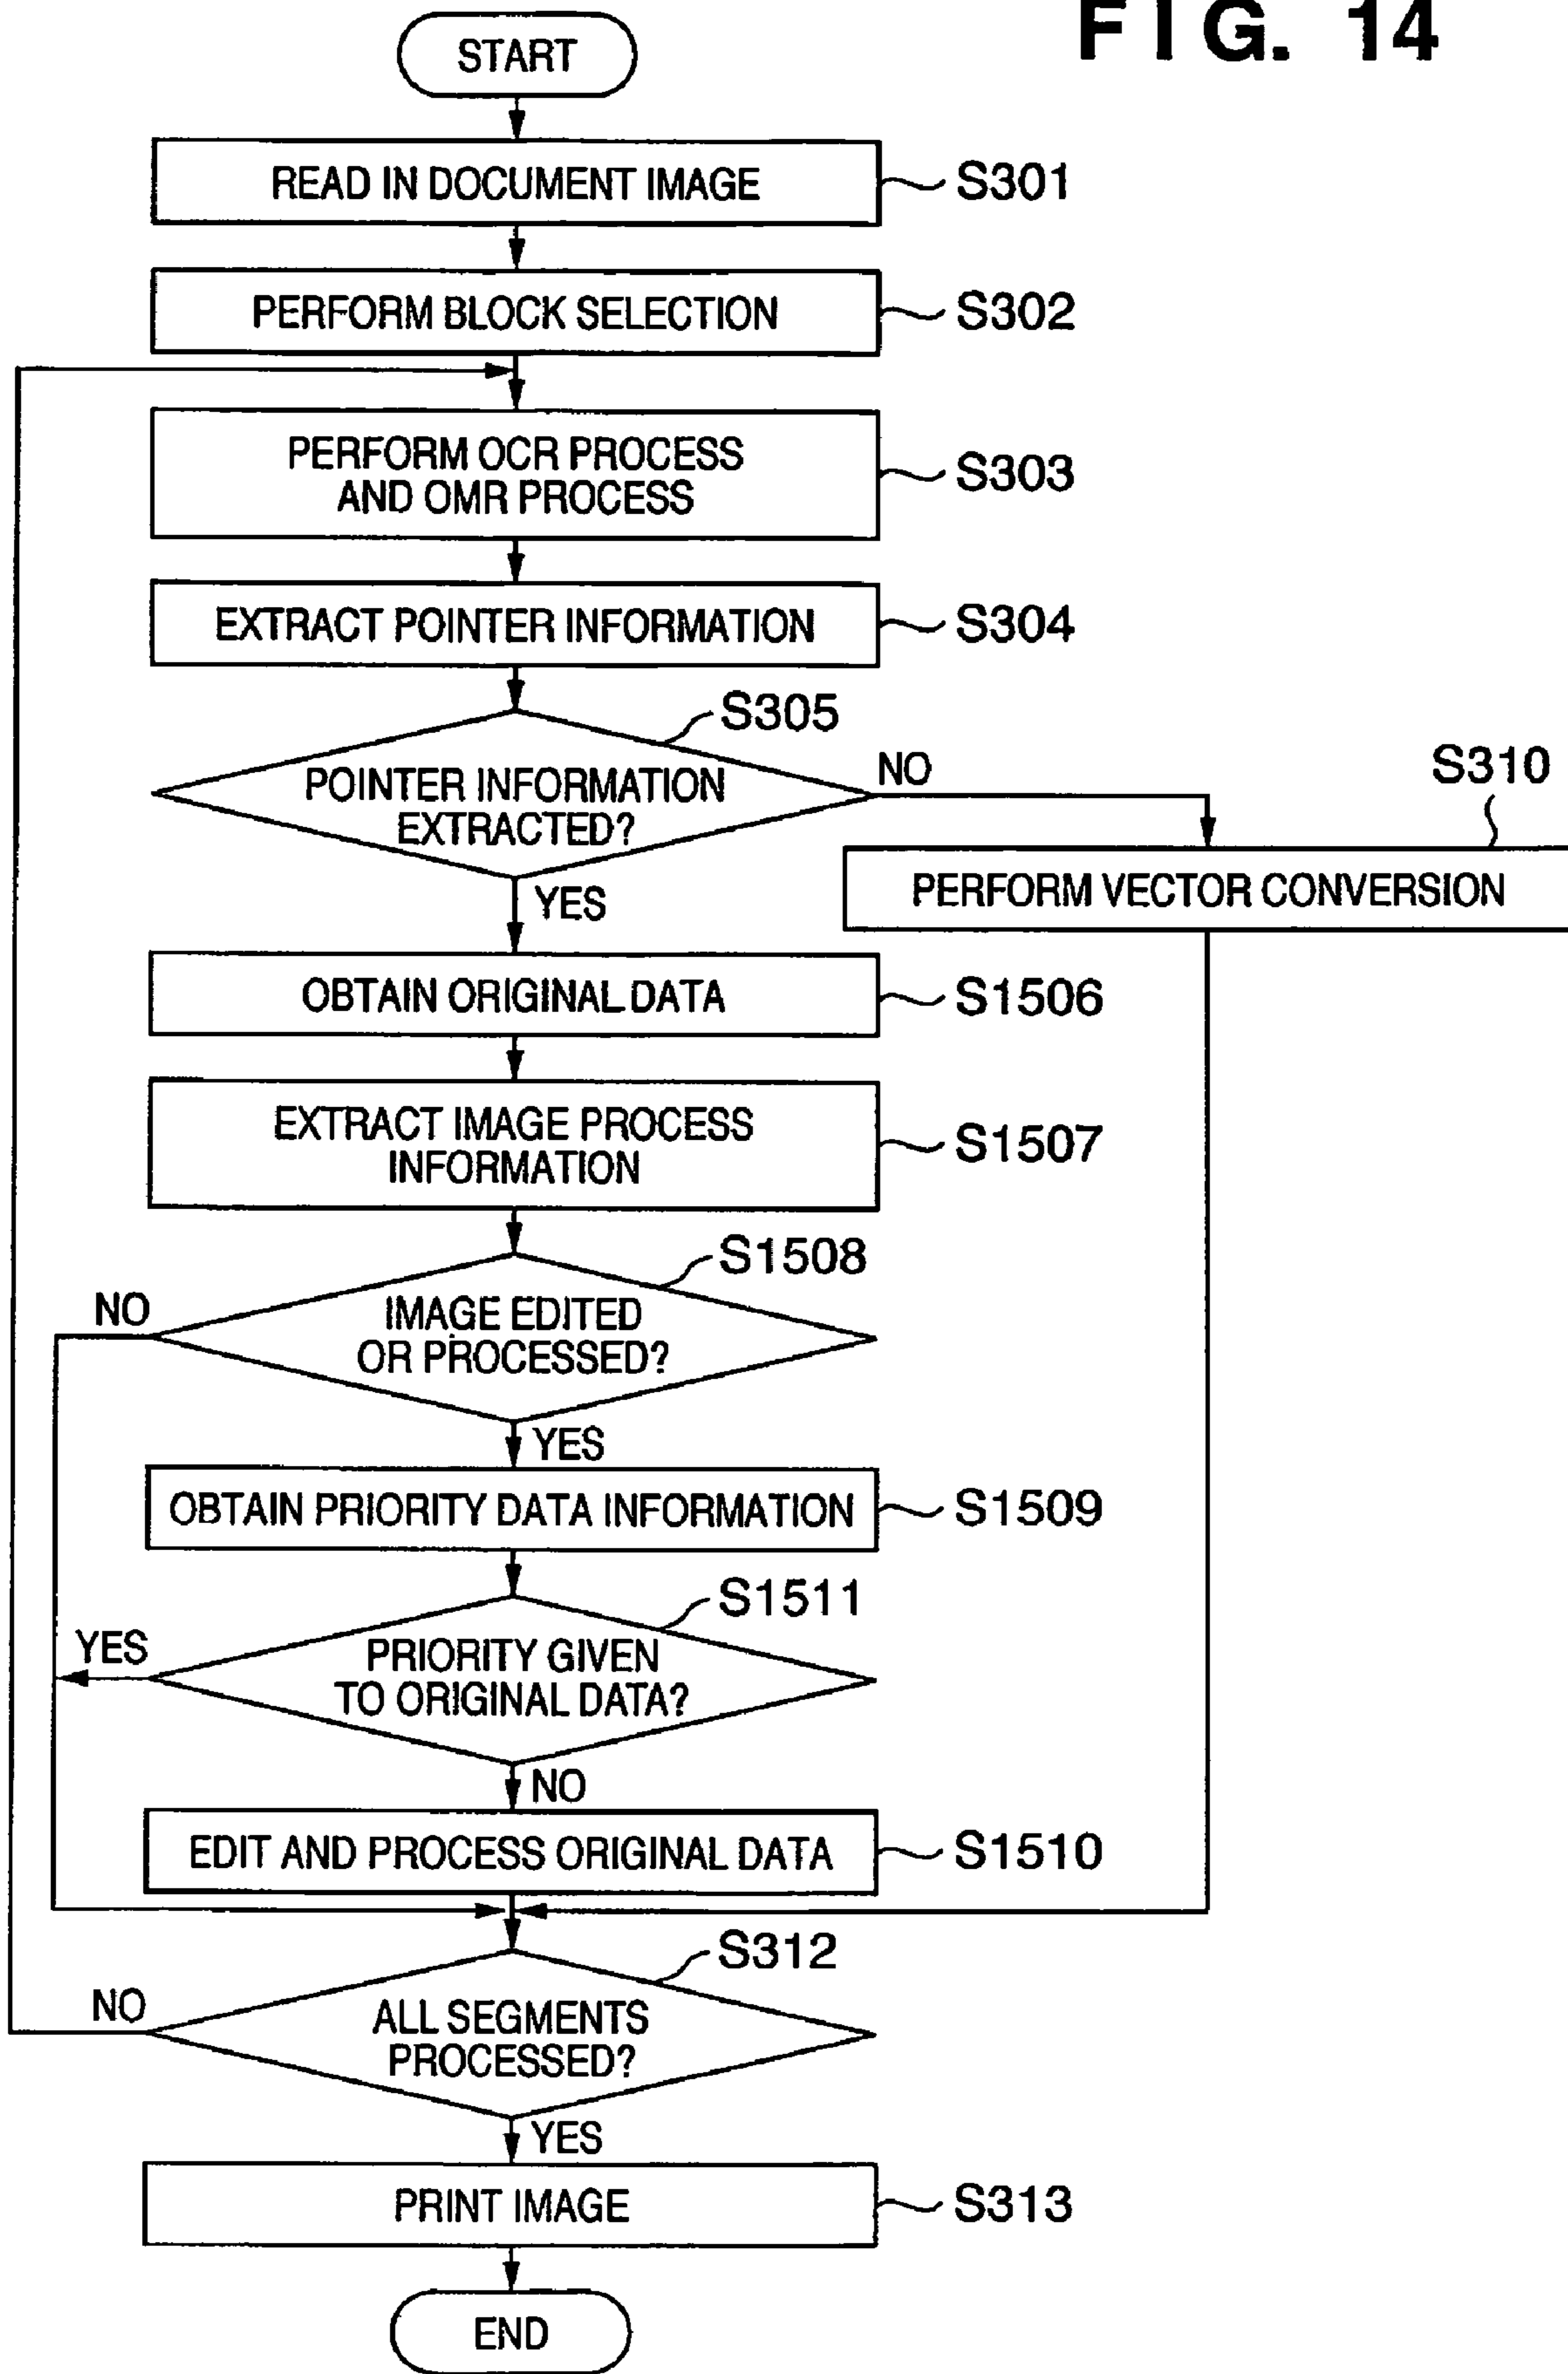 FIG. 14
START
READ IN DOCUMENT IMAGE
S301
PERFORM BLOCK SELECTION
S302
PERFORM OCR PROCESS
AND OMR PROCESS
S303
EXTRACT POINTER INFORMATION
S304
S305
POINTER INFORMATION
EXTRACTED?
NO
S310
PERFORM VECTOR CONVERSION
YES
OBTAIN ORIGINAL DATA
S1506
EXTRACT IMAGE PROCESS
INFORMATION
S1507
S1508
NO
IMAGE EDITED
OR PROCESSED?
YES
OBTAIN PRIORITY DATA INFORMATION
S1509
S1511
YES
PRIORITY GIVEN
TO ORIGINAL DATA?
NO
EDIT AND PROCESS ORIGINAL DATA
S1510
S312
NO
ALL SEGMENTS
PROCESSED?
YES
PRINT IMAGE
S313
END